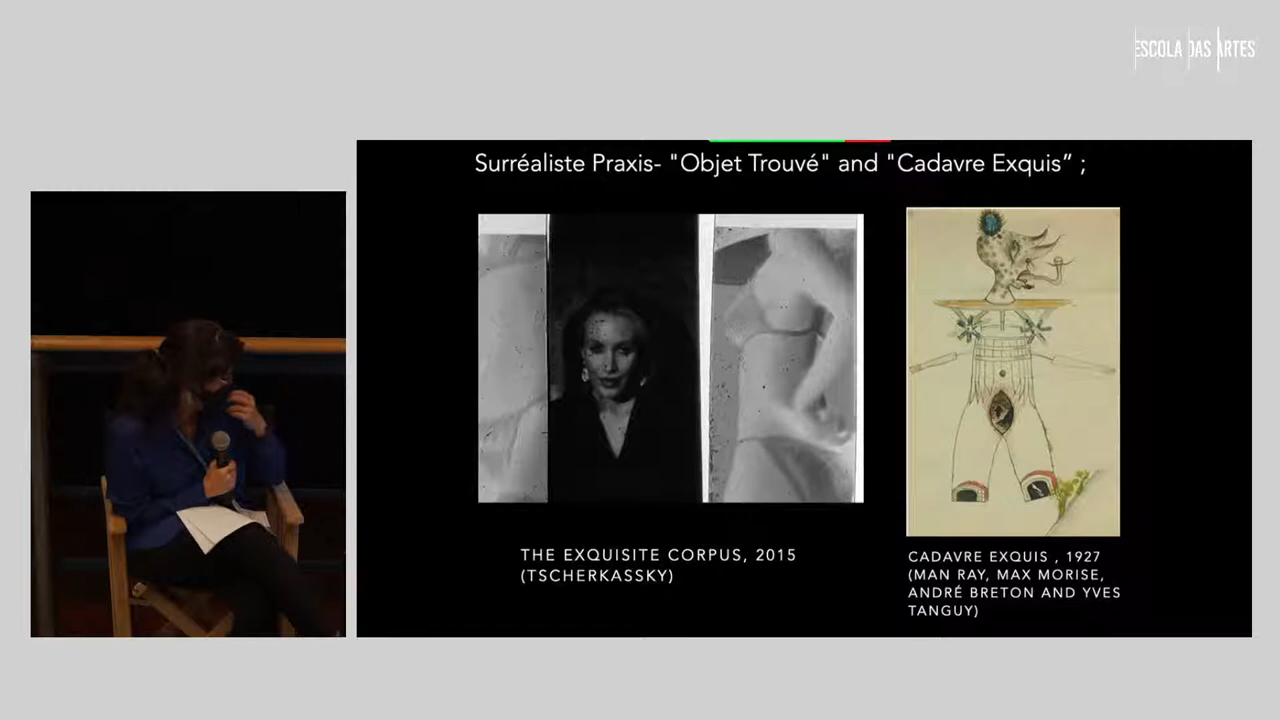 ESCOLA DAS ARTES
Surréaliste Praxis- "Objet Trouvé" and "Cadavre Exquis” ;
THE EXQUISITE CORPUS, 2015
(TSCHERKASSKY)
CADAVRE EXQUIS , 1927
(MAN RAY, MAX MORISE,
ANDRÉ BRETON AND YVES
TANGUY)